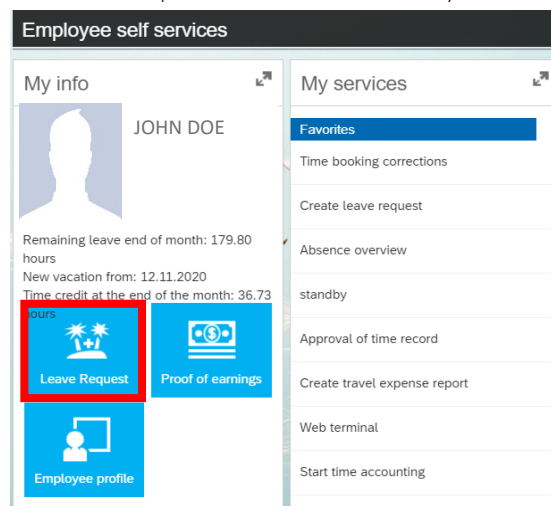 Employee self services
My info
JOHN DOE
Remaining leave end of month: 179.80
hours
New vacation from: 12.11.2020
Time credit at the end of the month: 36.73
hours
Leave Request
Proof of earnings
Employee profile
My services
Favorites
Time booking corrections
Create leave request
Absence overview
standby
Approval of time record
Create travel expense report
Web terminal
Start time accounting